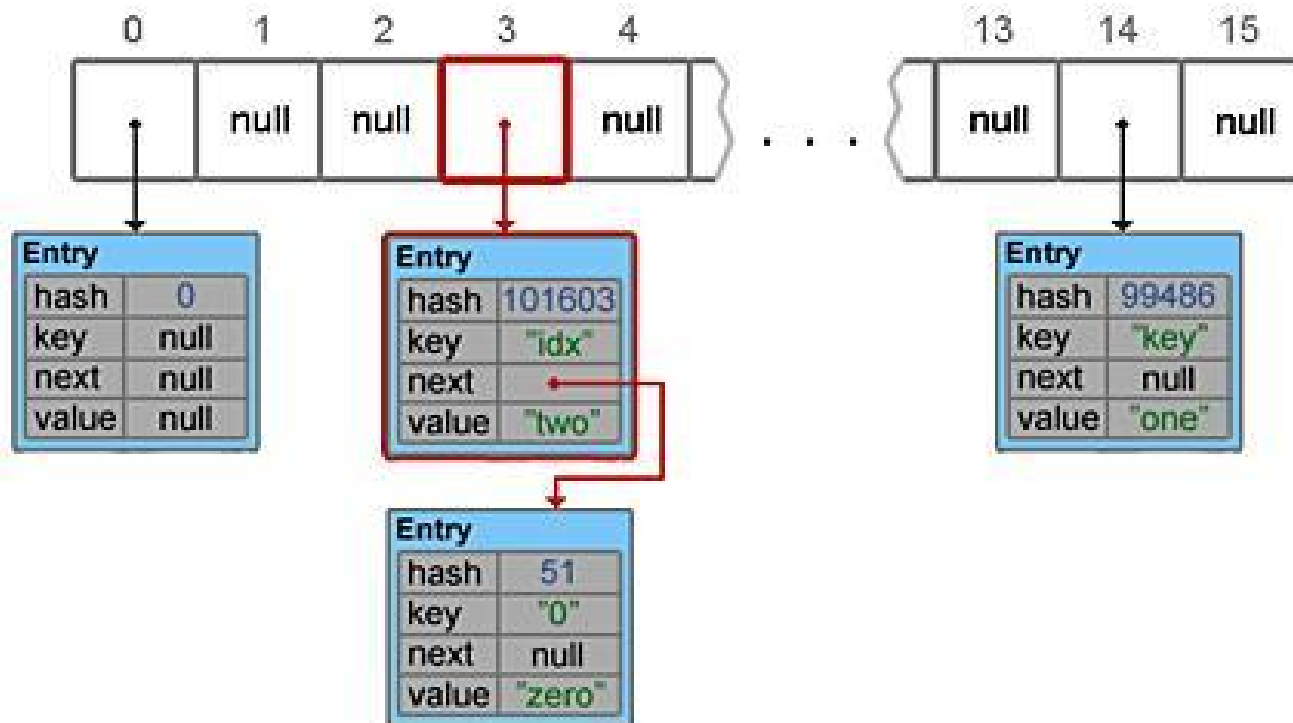 0 1 2 3 4 13 14 15
null null null . . . null null
Entry
hash 0
key null
next null
value null
Entry
hash 101603
key "idx"
next
value "two"
Entry
hash 99486
key "key"
next null
value "one"
Entry
hash 51
key "0"
next null
value "zero"